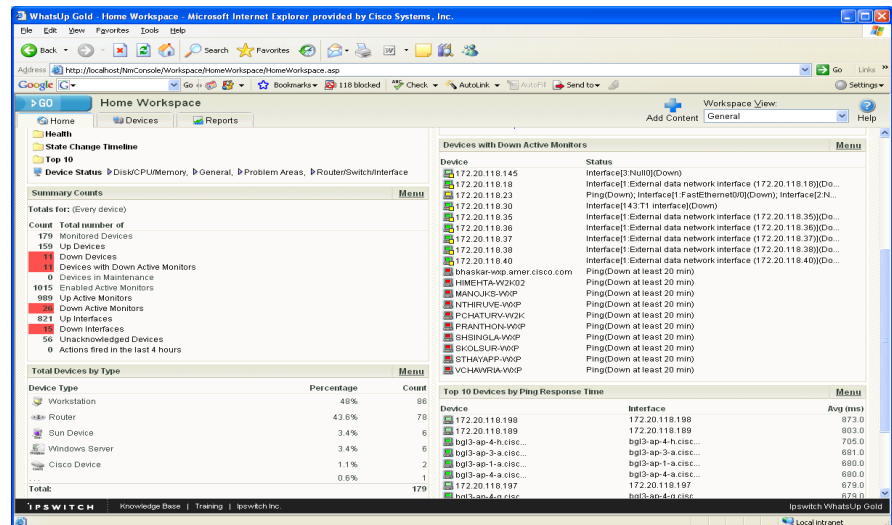 WhatsUp Gold - Home Workspace - Microsoft Internet Explorer provided by Cisco Systems, Inc.
File Edit View Favorites Tools Help
Back Search Favorites
Address http://localhost/NmConsole/Workspace/HomeWorkspace/HomeWorkspace.asp Go Links
Google G Go Bookmarks 118 blocked Check AutoLink AutoFill Send to Settings
GO Home Workspace
Add Content
Workspace View:
General
Help
Home Devices Reports
Health
State Change Timeline
Top 10
Device Status Disk/CPU/Memory, General, Problem Areas, Router/Switch/Interface
Summary Counts Menu
Totals for: (Every device)
Count Total number of
179 Monitored Devices
159 Up Devices
11 Down Devices
11 Devices with Down Active Monitors
0 Devices in Maintenance
1015 Enabled Active Monitors
989 Up Active Monitors
26 Down Active Monitors
821 Up Interfaces
15 Down Interfaces
56 Unacknowledged Devices
0 Actions fired in the last 4 hours
Total Devices by Type Menu
Device Type Percentage Count
Workstation 48% 86
Router 43.6% 78
Sun Device 3.4% 6
Windows Server 3.4% 6
Cisco Device 1.1% 2
... 0.6% 1
Total: 179
Devices with Down Active Monitors Menu
Device Status
172.20.118.145 Interface[3:Null0](Down)
172.20.118.18 Interface[1:External data network interface (172.20.118.18)](Do...
172.20.118.23 Ping(Down); Interface[1:FastEthernet0/0](Down); Interface[2:N...
172.20.118.30 Interface[143:T1 interface](Down)
172.20.118.35 Interface[1:External data network interface (172.20.118.35)](Do...
172.20.118.36 Interface[1:External data network interface (172.20.118.36)](Do...
172.20.118.37 Interface[1:External data network interface (172.20.118.37)](Do...
172.20.118.38 Interface[1:External data network interface (172.20.118.38)](Do...
172.20.118.40 Interface[1:External data network interface (172.20.118.40)](Do...
bhaskar-wxp.amer.cisco.com Ping(Down at least 20 min)
HIMEHTA-W2K02 Ping(Down at least 20 min)
MANOJKS-WXP Ping(Down at least 20 min)
NTHIRUVE-WXP Ping(Down at least 20 min)
PCHATURV-W2K Ping(Down at least 20 min)
PRANTHON-WXP Ping(Down at least 20 min)
SHSINGLA-WXP Ping(Down at least 20 min)
SKOLSUR-WXP Ping(Down at least 20 min)
STHAYAPP-WXP Ping(Down at least 20 min)
VCHAWRIA-WXP Ping(Down at least 20 min)
Top 10 Devices by Ping Response Time Menu
Device Interface Avg (ms)
172.20.118.198 172.20.118.198 873.0
172.20.118.189 172.20.118.189 803.0
bgl3-ap-4-h.cisc... bgl3-ap-4-h.cisc... 705.0
bgl3-ap-3-a.cisc... bgl3-ap-3-a.cisc... 681.0
bgl3-ap-1-a.cisc... bgl3-ap-1-a.cisc... 680.0
bgl3-ap-4-a.cisc... bgl3-ap-4-a.cisc... 680.0
172.20.118.197 172.20.118.197 679.0
bgl3-ap-4-g.cisc... bgl3-ap-4-g.cisc... 679.0
IPSWITCH Knowledge Base | Training | Ipswitch Inc. Ipswitch WhatsUp Gold
Local intranet